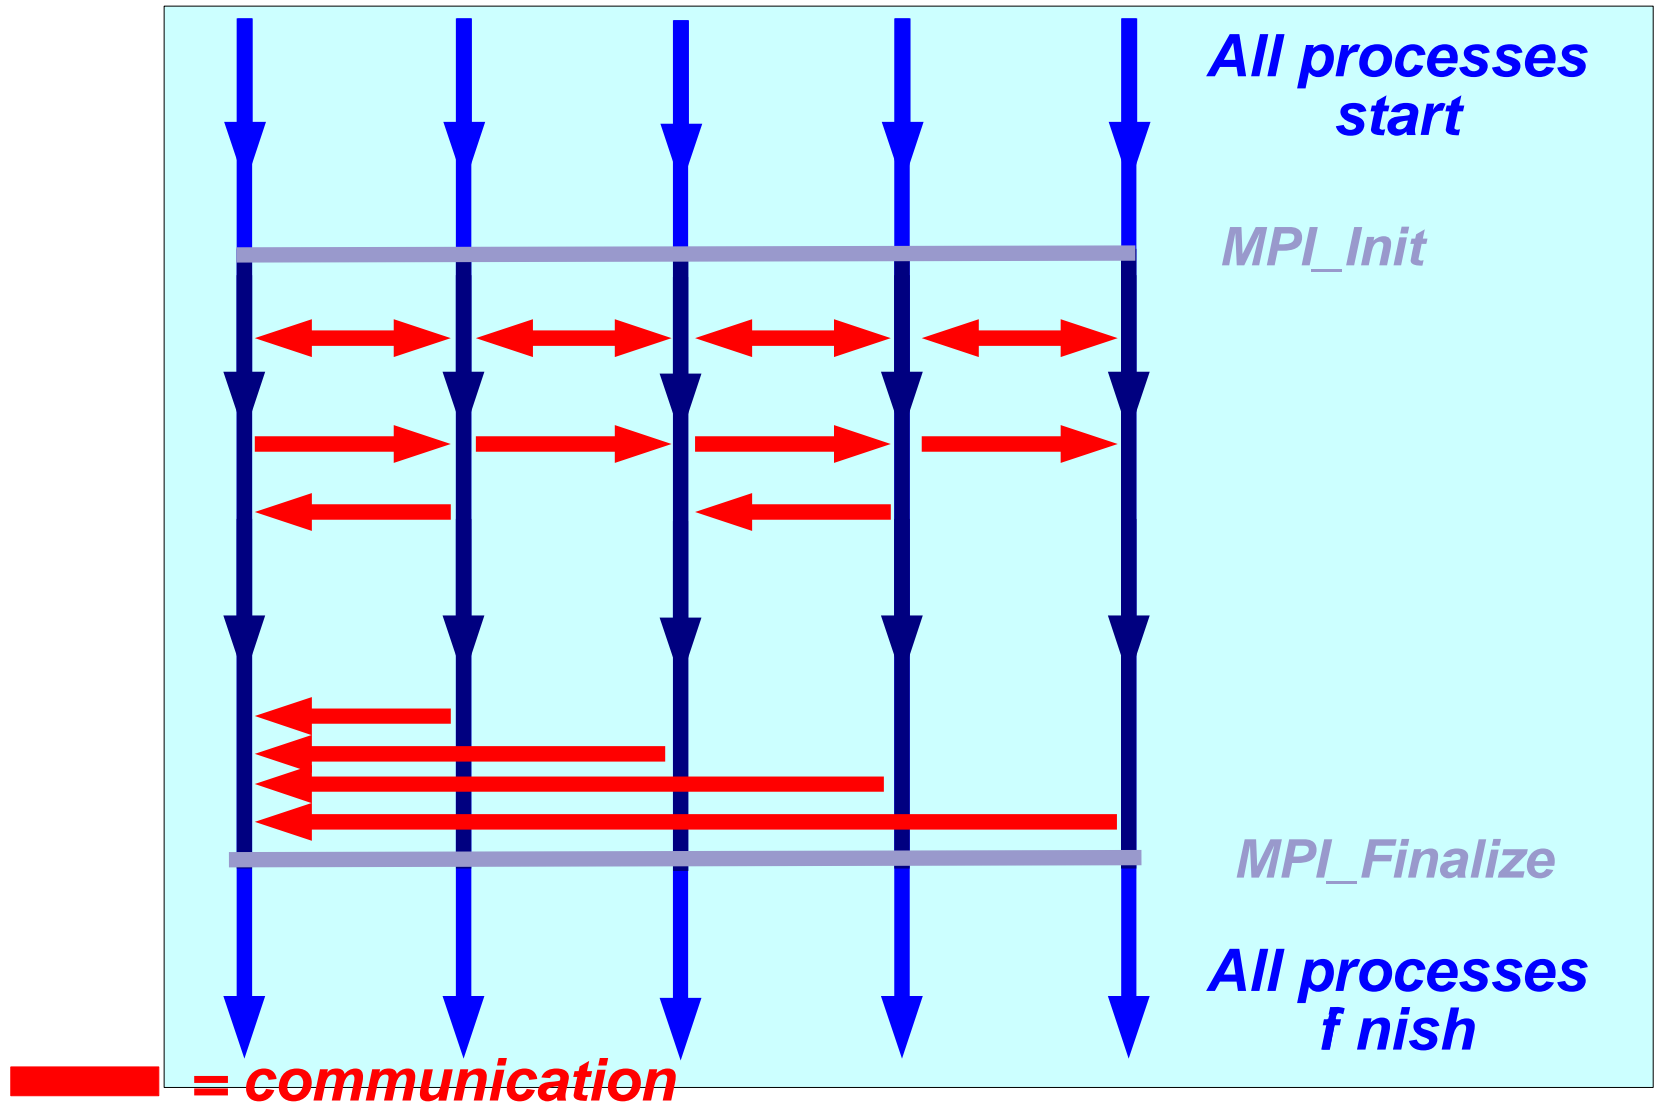 All processes
start
MPI_Init
MPI_Finalize
All processes
f nish
= communication